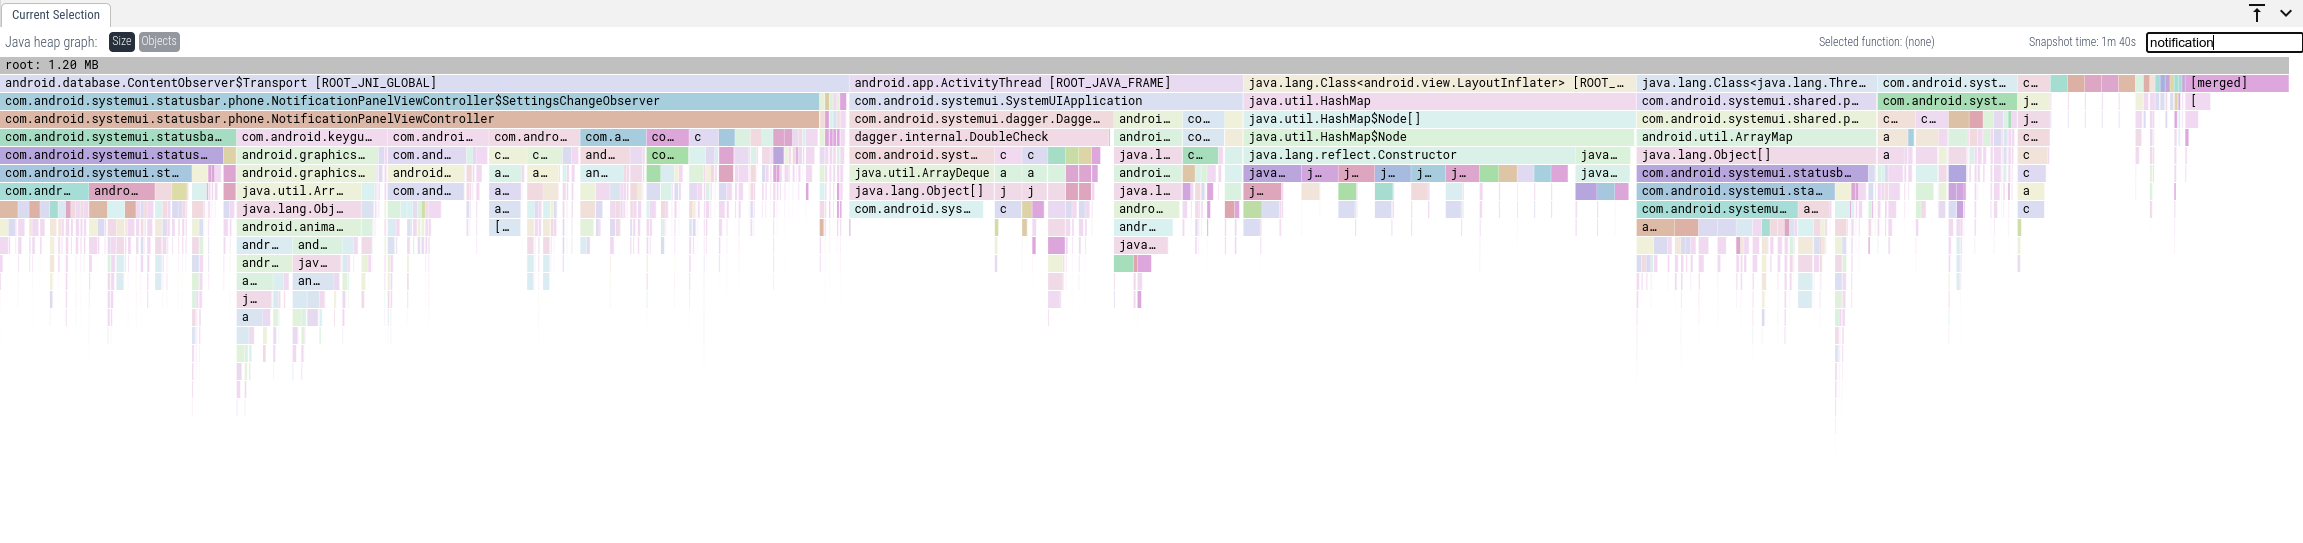 Current Selection
Java heap graph: Size Objects Selected function: (none) Snapshot time: 1m 40s notification
root: 1.20 MB
android.database.ContentObserver$Transport [ROOT_JNI_GLOBAL] android.app.ActivityThread [ROOT_JAVA_FRAME] java.lang.Class<android.view.LayoutInflater> [ROOT_… java.lang.Class<java.lang.Thre… com.android.syst… c… [merged]
com.android.systemui.statusbar.phone.NotificationPanelViewController$SettingsChangeObserver com.android.systemui.SystemUIApplication java.util.HashMap com.android.systemui.shared.p… com.android.syst… j… [
com.android.systemui.statusbar.phone.NotificationPanelViewController com.android.systemui.dagger.Dagge… androi… co… java.util.HashMap$Node[] com.android.systemui.shared.p… c… c… j…
com.android.systemui.statusba… com.android.keygu… com.androi… com.andro… com.a… co… c dagger.internal.DoubleCheck androi… co… java.util.HashMap$Node android.util.ArrayMap a c…
com.android.systemui.status… android.graphics… com.and… c… c… and… co… com.android.syst… c c java.l… c… java.lang.reflect.Constructor java… java.lang.Object[] a c
com.android.systemui.st… android.graphics… android… a… a… an… java.util.ArrayDeque a a androi… java… j… j… j… j… j… java… com.android.systemui.statusb… c
com.andr… andro… java.util.Arr… com.and… a… java.lang.Object[] j j java.l… j… com.android.systemui.sta… a
java.lang.Obj… a… com.android.sys… c andro… com.android.systemu… a… c
android.anima… [… andr… a…
andr… and… java…
andr… jav…
a… an…
j…
a